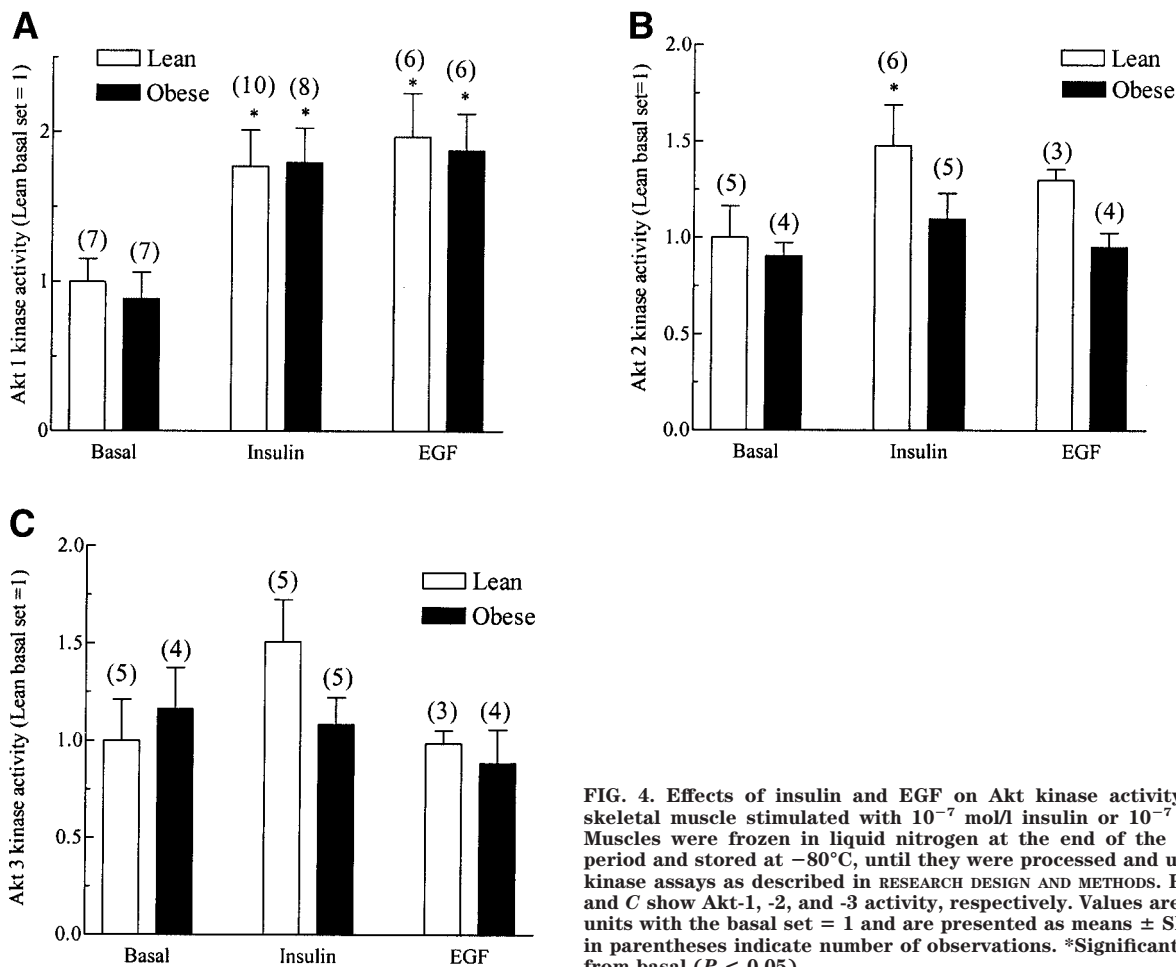 A
Lean
Obese
Akt 1 kinase activity (Lean basal set = 1)
2
1
0
(7)
(7)
(10)
*
(8)
*
(6)
*
(6)
*
Basal
Insulin
EGF
B
Lean
Obese
Akt 2 kinase activity (Lean basal set=1)
2.0
1.5
1.0
0.5
0.0
(5)
(4)
(6)
*
(5)
(3)
(4)
Basal
Insulin
EGF
C
Lean
Obese
Akt 3 kinase activity (Lean basal set =1)
2.0
1.5
1.0
0.5
0.0
(5)
(4)
(5)
(5)
(3)
(4)
Basal
Insulin
EGF
FIG. 4. Effects of insulin and EGF on Akt kinase activity
skeletal muscle stimulated with 10⁻⁷ mol/l insulin or 10⁻⁷
Muscles were frozen in liquid nitrogen at the end of the
period and stored at −80°C, until they were processed and u
kinase assays as described in RESEARCH DESIGN AND METHODS.
and C show Akt-1, -2, and -3 activity, respectively. Values are
units with the basal set = 1 and are presented as means ± S
in parentheses indicate number of observations. *Significant
from basal (P < 0.05)